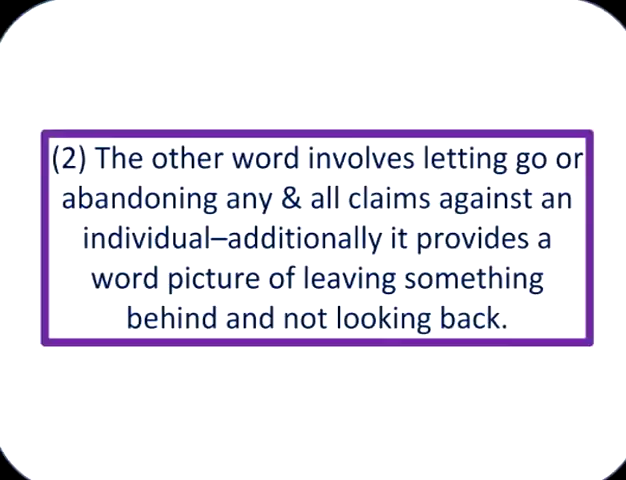 (2) The other word involves letting go or
abandoning any & all claims against an
individual–additionally it provides a
word picture of leaving something
behind and not looking back.